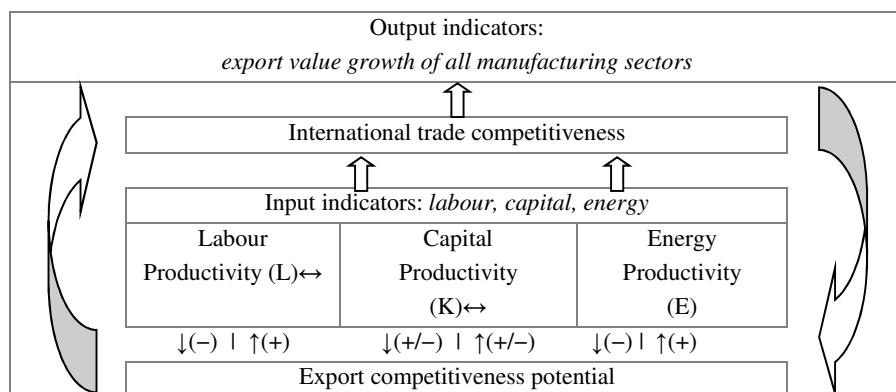 Output indicators:
export value growth of all manufacturing sectors
International trade competitiveness
Input indicators: labour, capital, energy
Labour
Productivity (L)↔
Capital
Productivity
(K)↔
Energy
Productivity
(E)
↓(−) | ↑(+)
↓(+/−) | ↑(+/−)
↓(−) | ↑(+)
Export competitiveness potential